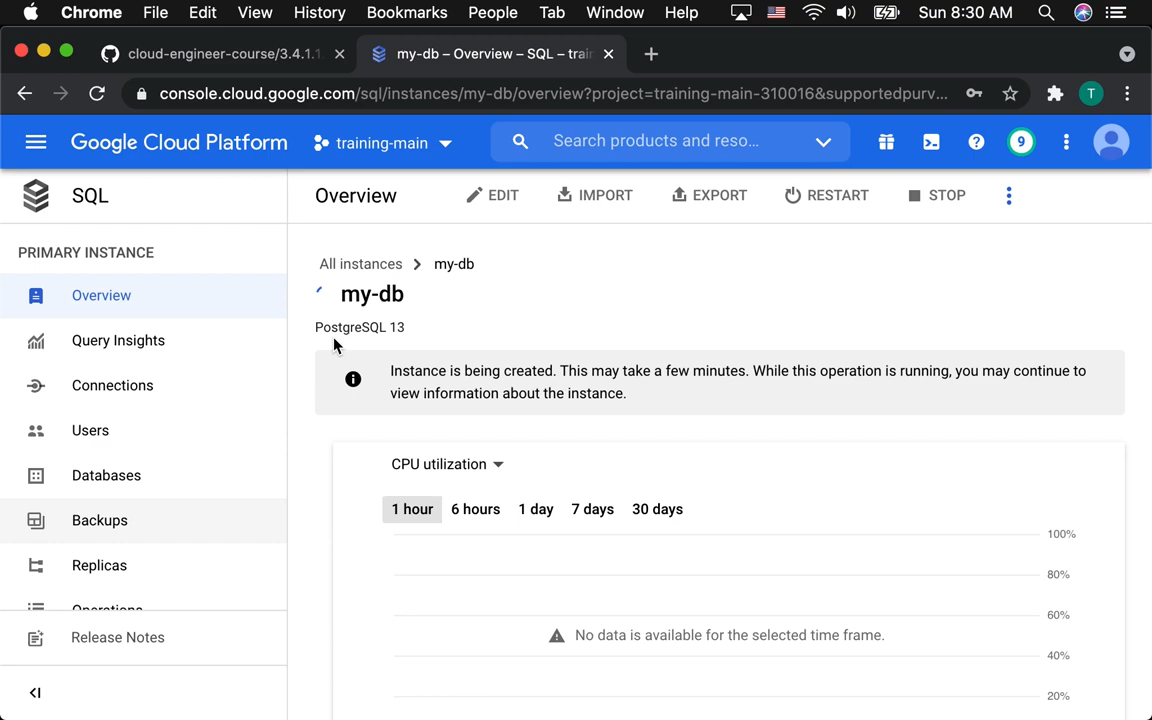 Chrome File Edit View History Bookmarks People Tab Window Help Sun 8:30 AM
cloud-engineer-course/3.4.1.1. my-db – Overview – SQL – trai
console.cloud.google.com/sql/instances/my-db/overview?project=training-main-310016&supportedpurv... T
Google Cloud Platform training-main Search products and reso... 9
SQL Overview EDIT IMPORT EXPORT RESTART STOP
PRIMARY INSTANCE
Overview
Query Insights
Connections
Users
Databases
Backups
Replicas
Operations
Release Notes
All instances my-db
my-db
PostgreSQL 13
Instance is being created. This may take a few minutes. While this operation is running, you may continue to
view information about the instance.
CPU utilization
1 hour 6 hours 1 day 7 days 30 days
100%
80%
60%
No data is available for the selected time frame.
40%
20%